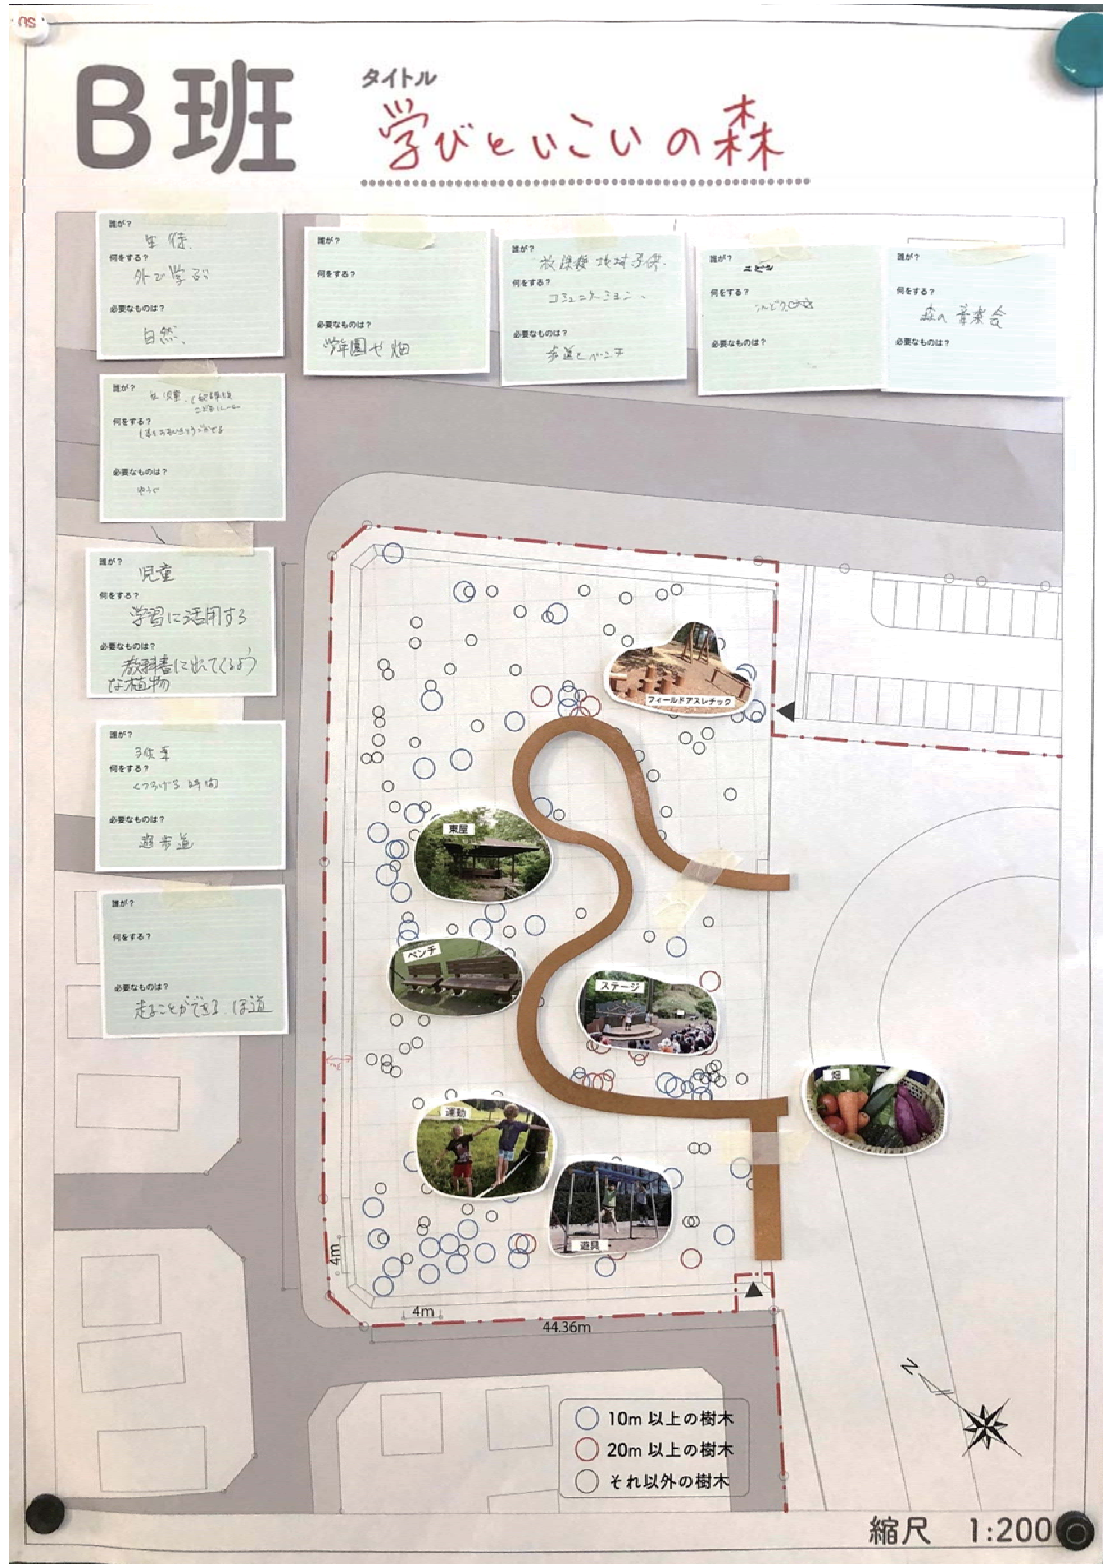 B班
タイトル
学びといこいの森
誰が?
生徒
何をする?
外で学ぶ
必要なものは?
自然、
誰が?
何をする?
必要なものは?
学年園や畑
誰が?
放課後 地域 子供
何をする?
コミュニケーション、
必要なものは?
歩道とベンチ
誰が?
こども
何をする?
必要なものは?
誰が?
何をする?
森の音楽会
必要なものは?
誰が?
何をする?
必要なものは?
ゆうぐ
誰が?
児童
何をする?
学習に活用する
必要なものは?
教科書に出てくるよう
な植物
誰が?
何をする?
くつろげる時間
必要なものは?
遊歩道
誰が?
何をする?
必要なものは?
走ることができる ほ道
フィールドアスレチック
東屋
ベンチ
ステージ
畑
運動
遊具
4m
4m
44.36m
N
10m 以上の樹木
20m 以上の樹木
それ以外の樹木
縮尺 1:200